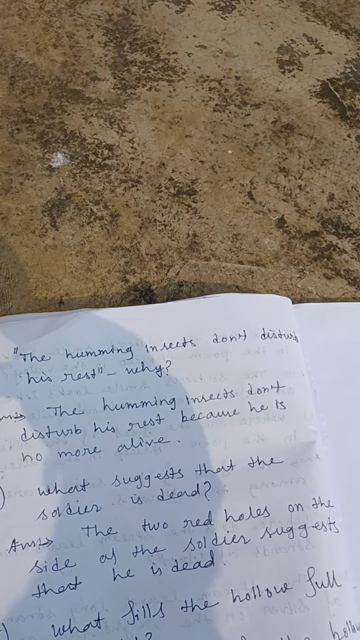 "The humming insects don't disturb
his rest" - why?
Ans→ The humming insects don't
disturb his rest because he is
no more alive.
) what suggests that the
soldier is dead?
Ans→ The two red holes on the
side of the soldier suggests
that he is dead.
) what fills the hollow full